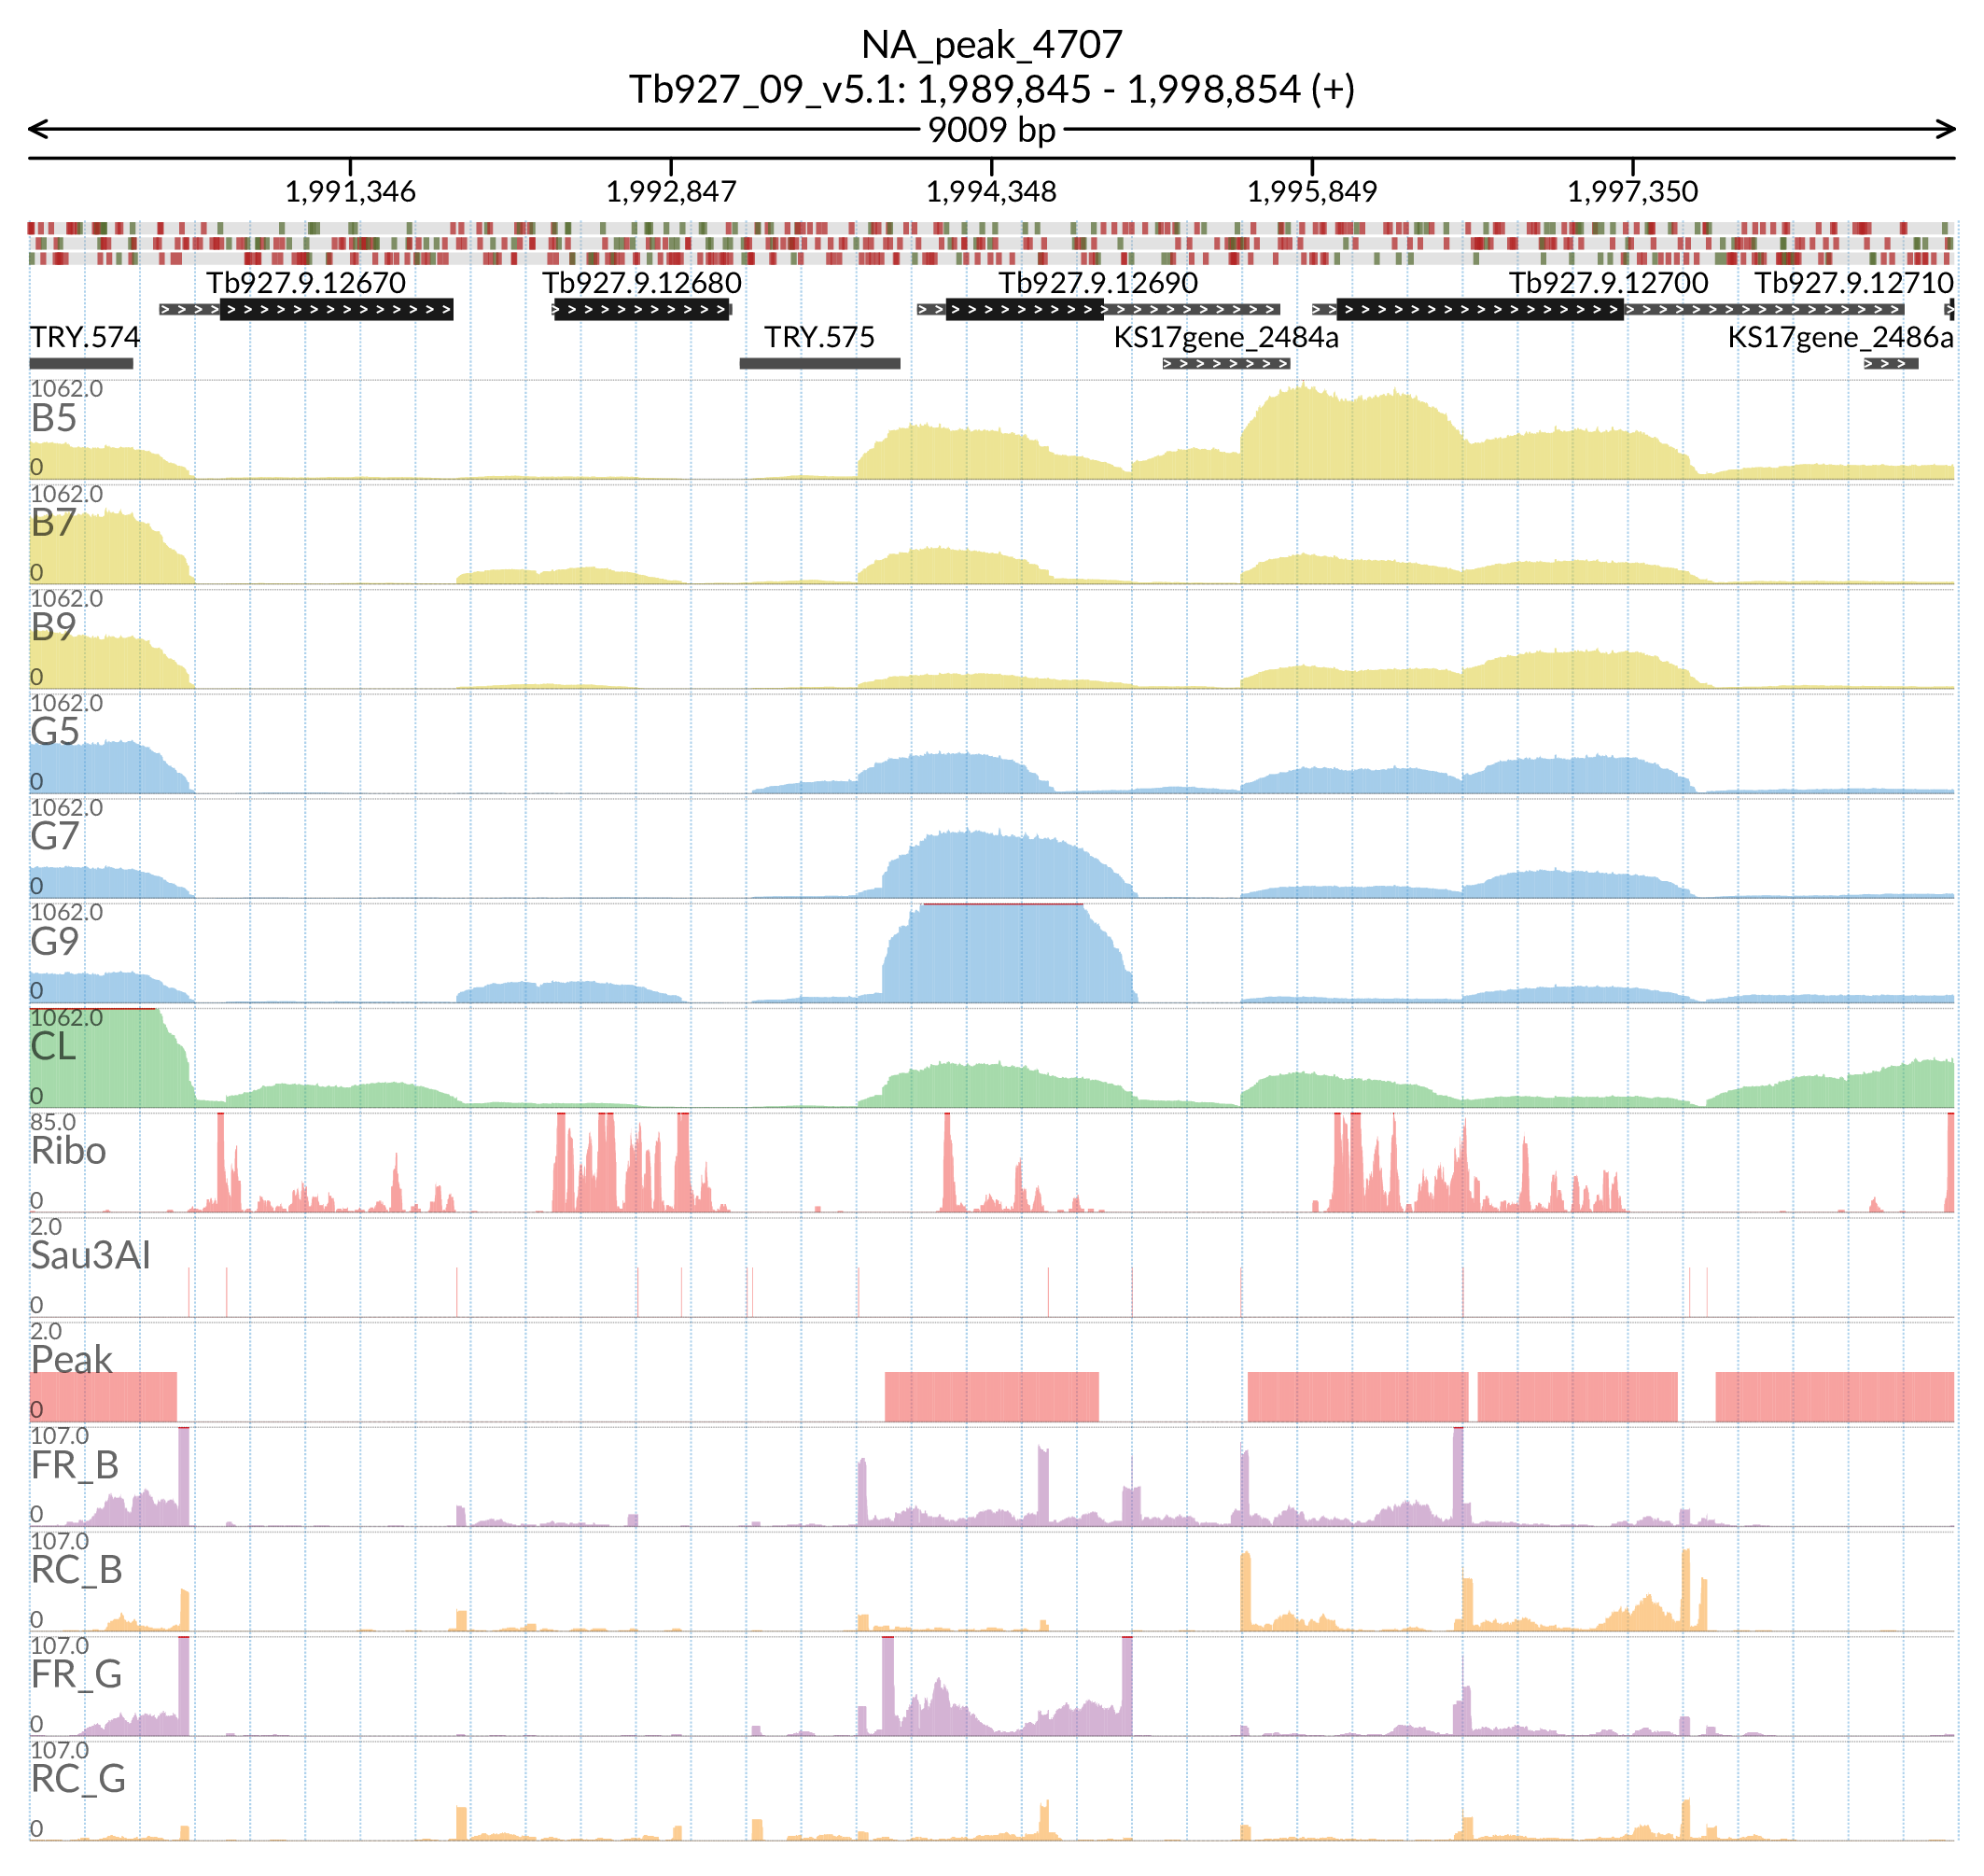 NA_peak_4707
Tb927_09_v5.1: 1,989,845 - 1,998,854 (+)
9009 bp
1,991,346 1,992,847 1,994,348 1,995,849 1,997,350
Tb927.9.12670 Tb927.9.12680 Tb927.9.12690 Tb927.9.12700 Tb927.9.12710
TRY.574 TRY.575 KS17gene_2484a KS17gene_2486a
1062.0
B5
0
1062.0
B7
0
1062.0
B9
0
1062.0
G5
0
1062.0
G7
0
1062.0
G9
0
1062.0
CL
0
85.0
Ribo
0
2.0
Sau3AI
0
2.0
Peak
0
107.0
FR_B
0
107.0
RC_B
0
107.0
FR_G
0
107.0
RC_G
0